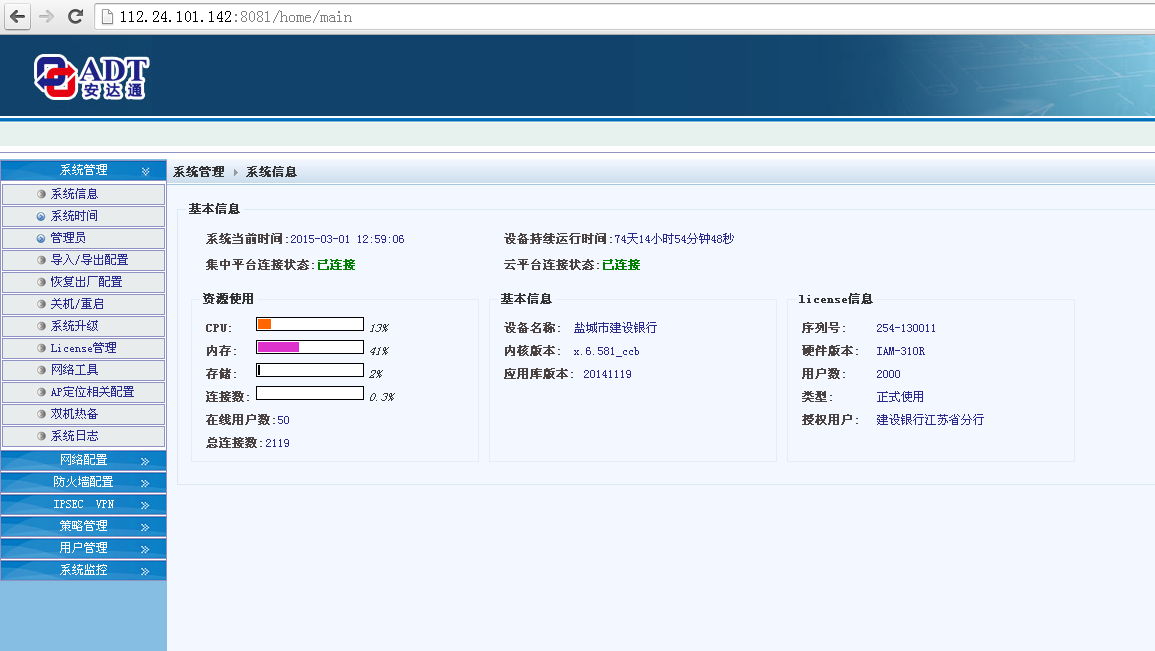 112.24.101.142:8081/home/main
ADT
安达通
系统管理
系统信息
系统时间
管理员
导入/导出配置
恢复出厂配置
关机/重启
系统升级
License管理
网络工具
AP定位相关配置
双机热备
系统日志
网络配置
防火墙配置
IPSEC VPN
策略管理
用户管理
系统监控
系统管理 系统信息
基本信息
系统当前时间:2015-03-01 12:59:06 设备持续运行时间:74天14小时54分钟48秒
集中平台连接状态:已连接 云平台连接状态:已连接
资源使用
CPU: 13%
内存: 41%
存储: 2%
连接数: 0.3%
在线用户数:50
总连接数:2119
基本信息
设备名称: 盐城市建设银行
内核版本: x.6.581_ccb
应用库版本: 20141119
license信息
序列号: 254-130011
硬件版本: IAM-310R
用户数: 2000
类型: 正式使用
授权用户: 建设银行江苏省分行